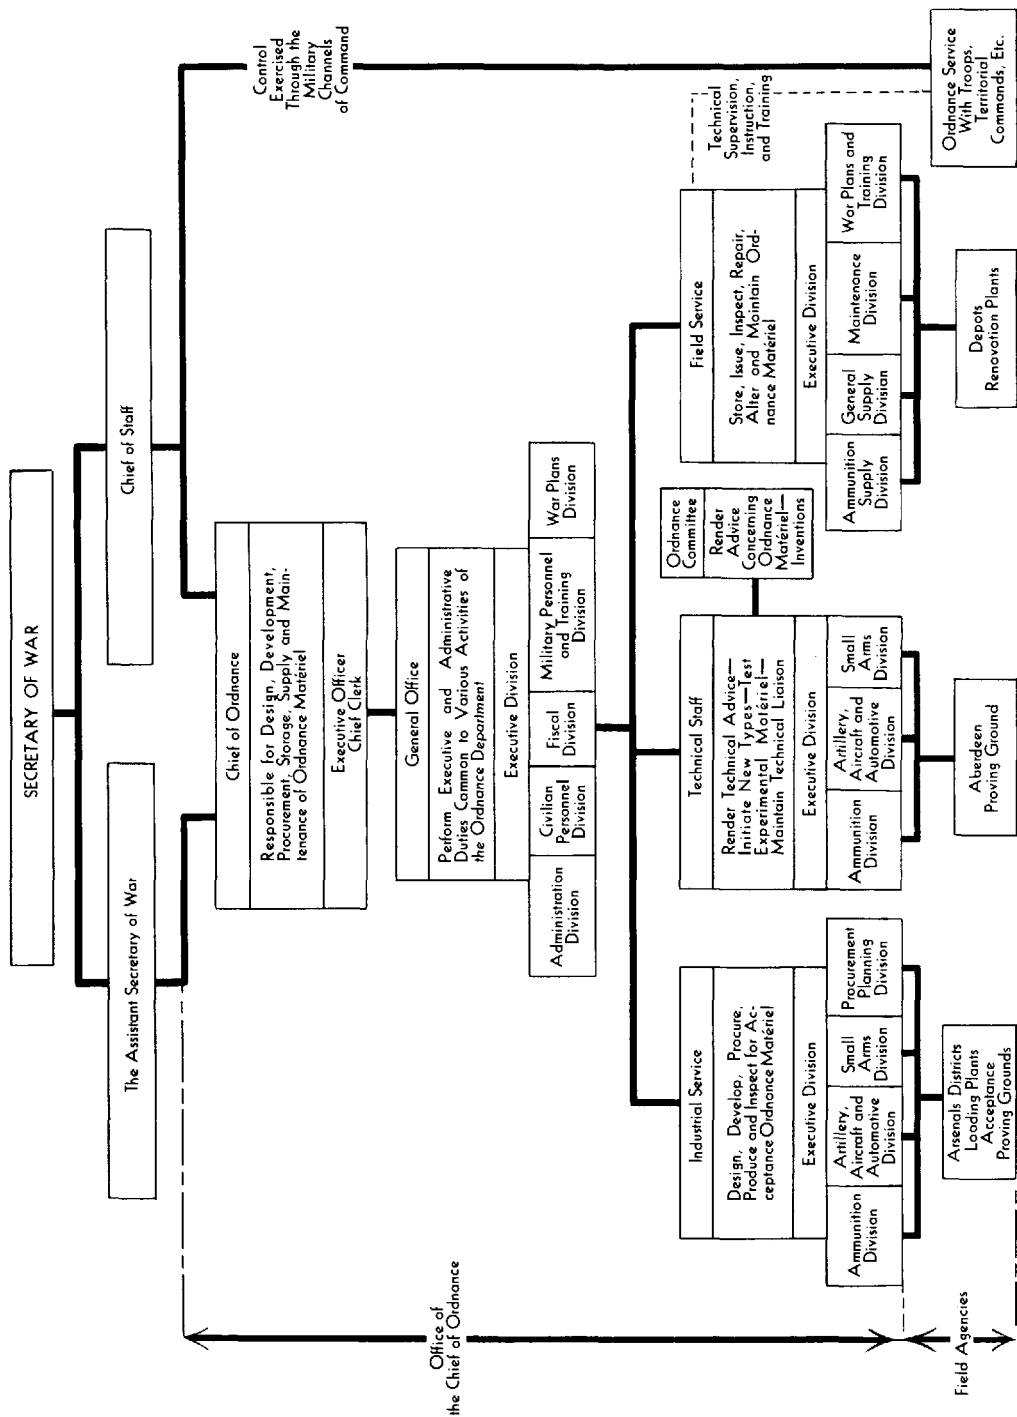 SECRETARY OF WAR
The Assistant Secretary of War
Chief of Staff
Control
Exercised
Through the
Military
Channels
of Command
Office of
the Chief of Ordnance
Chief of Ordnance
Responsible for Design, Development,
Procurement, Storage, Supply and Main-
tenance of Ordnance Matériel
Executive Officer
Chief Clerk
General Office
Perform Executive and Administrative
Duties Common to Various Activities of
the Ordnance Department
Executive Division
Administration
Division
Civilian
Personnel
Division
Fiscal
Division
Military Personnel
and Training
Division
War Plans
Division
Industrial Service
Design, Develop, Procure,
Produce and Inspect for Ac-
ceptance Ordnance Matériel
Executive Division
Ammunition
Division
Artillery,
Aircraft and
Automotive
Division
Small
Arms
Division
Procurement
Planning
Division
Technical Staff
Render Technical Advice—
Initiate New Types—Test
Experimental Matériel—
Maintain Technical Liaison
Executive Division
Ammunition
Division
Artillery,
Aircraft and
Automotive
Division
Small
Arms
Division
Ordnance
Committee
Render
Advice
Concerning
Ordnance
Matériel—
Inventions
Field Service
Store, Issue, Inspect, Repair,
Alter and Maintain Ord-
nance Matériel
Executive Division
Ammunition
Supply
Division
General
Supply
Division
Maintenance
Division
War Plans and
Training
Division
Technical
Supervision,
Instruction,
and Training
Field Agencies
Arsenals Districts
Loading Plants
Acceptance
Proving Grounds
Aberdeen
Proving Ground
Depots
Renovation Plants
Ordnance Service
With Troops,
Territorial
Commands, Etc.